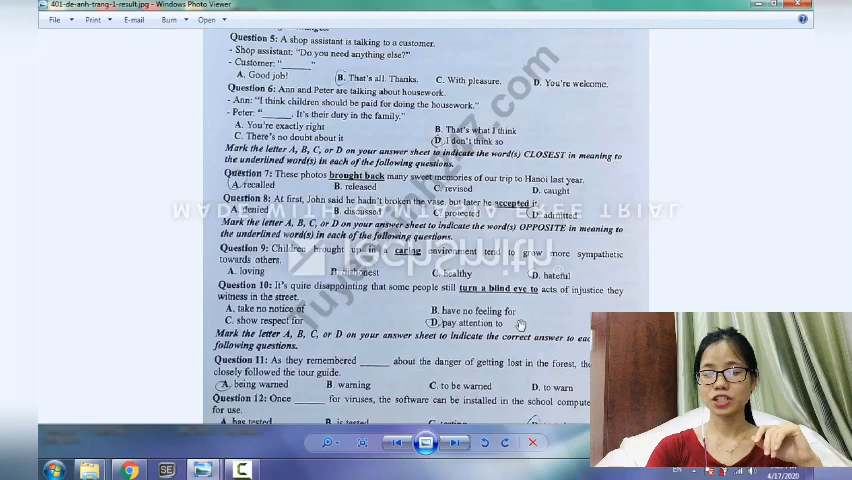 401-de-anh-trang-1-result.jpg - Windows Photo Viewer
File Print E-mail Burn Open
Question 5: A shop assistant is talking to a customer.
- Shop assistant: "Do you need anything else?"
- Customer: "______"
A. Good job! B. That's all. Thanks. C. With pleasure. D. You're welcome.
Question 6: Ann and Peter are talking about housework.
- Ann: "I think children should be paid for doing the housework."
- Peter: "______. It's their duty in the family."
A. You're exactly right B. That's what I think
C. There's no doubt about it D. I don't think so
Mark the letter A, B, C, or D on your answer sheet to indicate the word(s) CLOSEST in meaning to
the underlined word(s) in each of the following questions.
Question 7: These photos brought back many sweet memories of our trip to Hanoi last year.
A. recalled B. released C. revised D. caught
Question 8: At first, John said he hadn't broken the vase, but later he accepted it.
A. denied B. discussed C. protected D. admitted
MADE WITH FREE TRIAL
Mark the letter A, B, C, or D on your answer sheet to indicate the word(s) OPPOSITE in meaning to
the underlined word(s) in each of the following questions.
Question 9: Children brought up in a caring environment tend to grow more sympathetic
towards others.
A. loving B. dishonest C. healthy D. hateful
TechSmith
Question 10: It's quite disappointing that some people still turn a blind eye to acts of injustice they
witness in the street.
A. take no notice of B. have no feeling for
C. show respect for D. pay attention to
Mark the letter A, B, C, or D on your answer sheet to indicate the correct answer to eac
following questions.
Question 11: As they remembered _____ about the danger of getting lost in the forest, the
closely followed the tour guide.
A. being warned B. warning C. to be warned D. to warn
Question 12: Once ______ for viruses, the software can be installed in the school compute
for use.
A. has tested B. is tested C. testing
SE
C
EN
4/17/2020